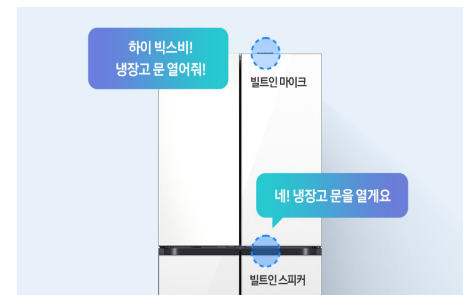 하이 빅스비!
냉장고 문 열어줘!
빌트인 마이크
네! 냉장고 문을 열게요
빌트인 스피커